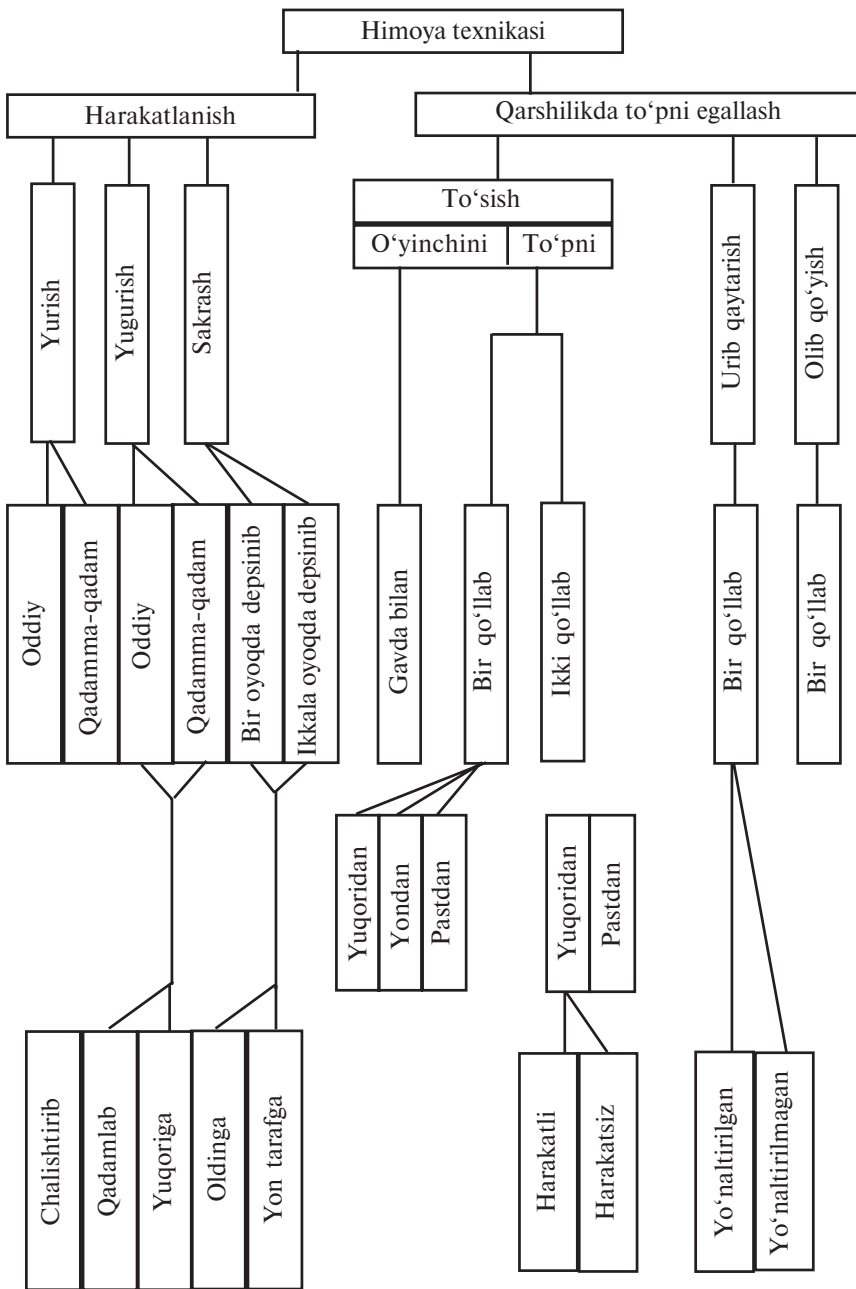 Himoya texnikasi
Harakatlanish
Qarshilikda to‘pni egallash
To‘sish
O‘yinchini
To‘pni
Yurish
Yugurish
Sakrash
Urib qaytarish
Olib qo‘yish
Oddiy
Qadamma-qadam
Oddiy
Qadamma-qadam
Bir oyoqda depsinib
Ikkala oyoqda depsinib
Gavda bilan
Bir qo‘llab
Ikki qo‘llab
Bir qo‘llab
Bir qo‘llab
Yuqoridan
Yondan
Pastdan
Yuqoridan
Pastdan
Chalishtirib
Qadamlab
Yuqoriga
Oldinga
Yon tarafga
Harakatli
Harakatsiz
Yo‘naltirilgan
Yo‘naltirilmagan